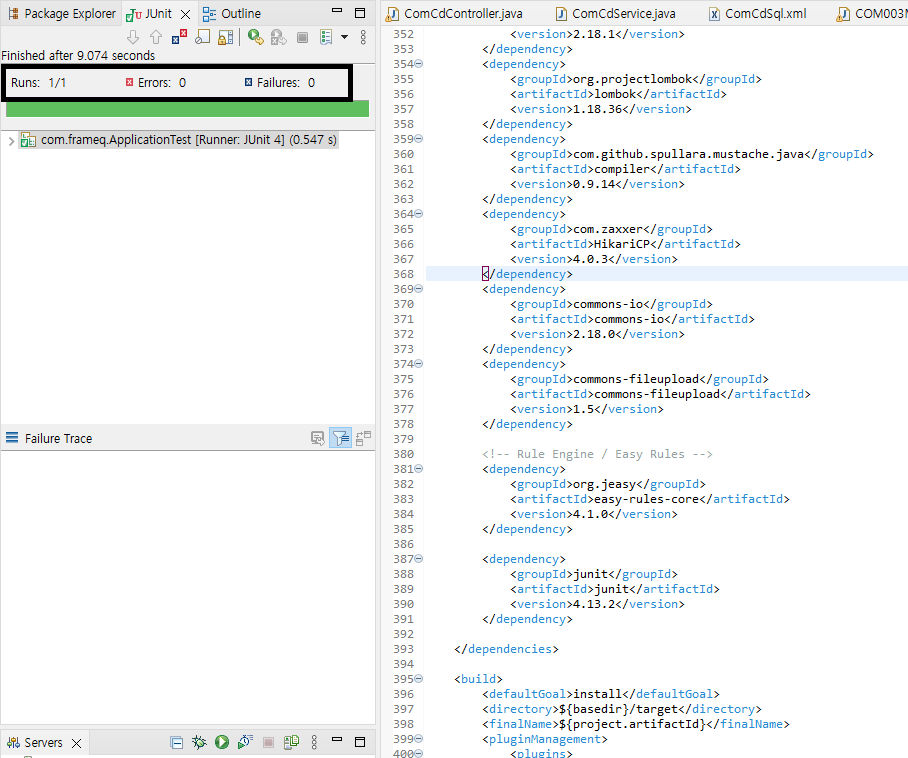 Package Explorer
JUnit
Outline
Finished after 9.074 seconds
Runs: 1/1
Errors: 0
Failures: 0
com.frameq.ApplicationTest [Runner: JUnit 4] (0.547 s)
Failure Trace
Servers
ComCdController.java
ComCdService.java
ComCdSql.xml
352 <version>2.18.1</version>
353 </dependency>
354 <dependency>
355 <groupId>org.projectlombok</groupId>
356 <artifactId>lombok</artifactId>
357 <version>1.18.36</version>
358 </dependency>
359 <dependency>
360 <groupId>com.github.spullara.mustache.java</groupId>
361 <artifactId>compiler</artifactId>
362 <version>0.9.14</version>
363 </dependency>
364 <dependency>
365 <groupId>com.zaxxer</groupId>
366 <artifactId>HikariCP</artifactId>
367 <version>4.0.3</version>
368 </dependency>
369 <dependency>
370 <groupId>commons-io</groupId>
371 <artifactId>commons-io</artifactId>
372 <version>2.18.0</version>
373 </dependency>
374 <dependency>
375 <groupId>commons-fileupload</groupId>
376 <artifactId>commons-fileupload</artifactId>
377 <version>1.5</version>
378 </dependency>
379
380 <!-- Rule Engine / Easy Rules -->
381 <dependency>
382 <groupId>org.jeasy</groupId>
383 <artifactId>easy-rules-core</artifactId>
384 <version>4.1.0</version>
385 </dependency>
386
387 <dependency>
388 <groupId>junit</groupId>
389 <artifactId>junit</artifactId>
390 <version>4.13.2</version>
391 </dependency>
392
393 </dependencies>
394
395 <build>
396 <defaultGoal>install</defaultGoal>
397 <directory>${basedir}/target</directory>
398 <finalName>${project.artifactId}</finalName>
399 <pluginManagement>
400 <plugins>